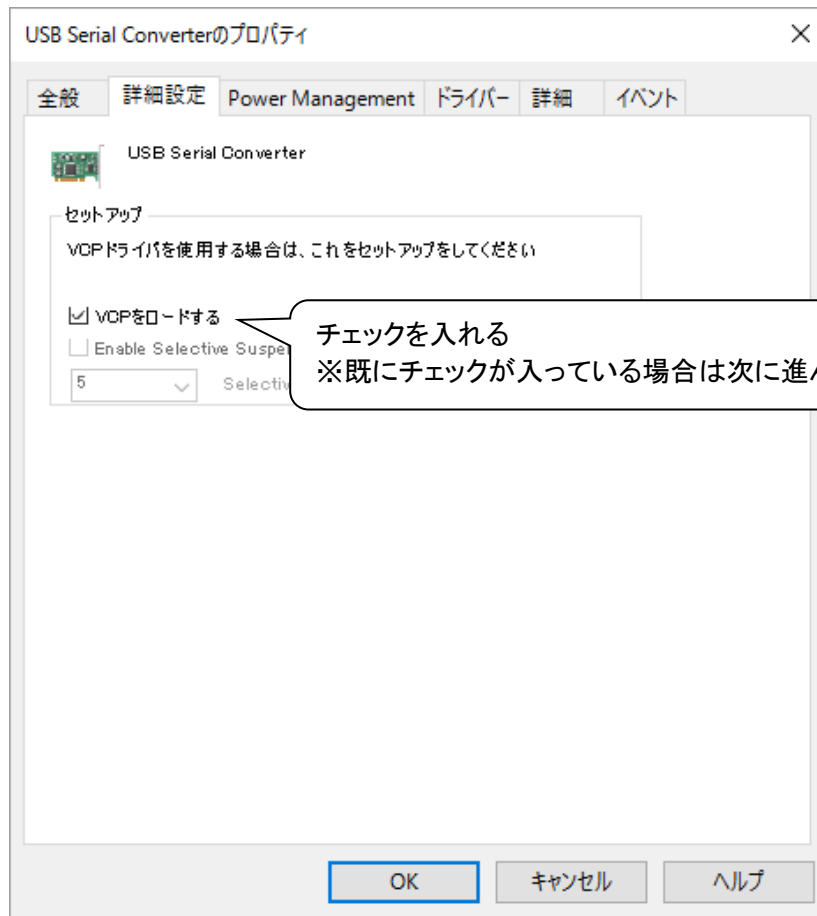 USB Serial Converterのプロパティ
全般 詳細設定 Power Management ドライバー 詳細 イベント
USB Serial Converter
セットアップ
VCPドライバを使用する場合は、これをセットアップをしてください
VCPをロードする
Enable Selective
5 
チェックを入れる
※既にチェックが入っている場合は次に進
OK キャンセル ヘルプ